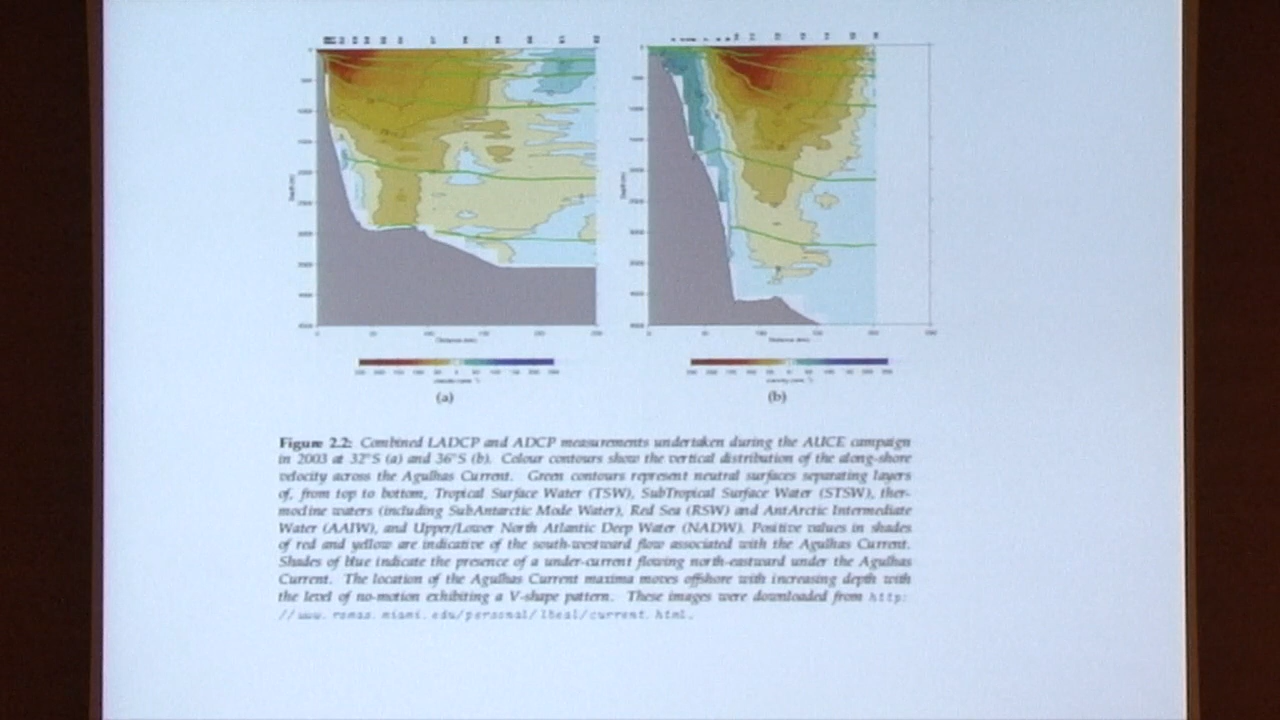 (a)
(b)
Figure 2.2: Combined LADCP and ADCP measurements undertaken during the AUCE campaign
in 2003 at 32°S (a) and 36°S (b). Colour contours show the vertical distribution of the along-shore
velocity across the Agulhas Current. Green contours represent neutral surfaces separating layers
of, from top to bottom, Tropical Surface Water (TSW), SubTropical Surface Water (STSW), ther-
mocline waters (including SubAntarctic Mode Water), Red Sea (RSW) and AntArctic Intermediate
Water (AAIW), and Upper/Lower North Atlantic Deep Water (NADW). Positive values in shades
of red and yellow are indicative of the south-westward flow associated with the Agulhas Current.
Shades of blue indicate the presence of a under-current flowing north-eastward under the Agulhas
Current. The location of the Agulhas Current maxima moves offshore with increasing depth with
the level of no-motion exhibiting a V-shape pattern. These images were downloaded from http:
//www.rsmas.miami.edu/personal/lbeal/current.html.